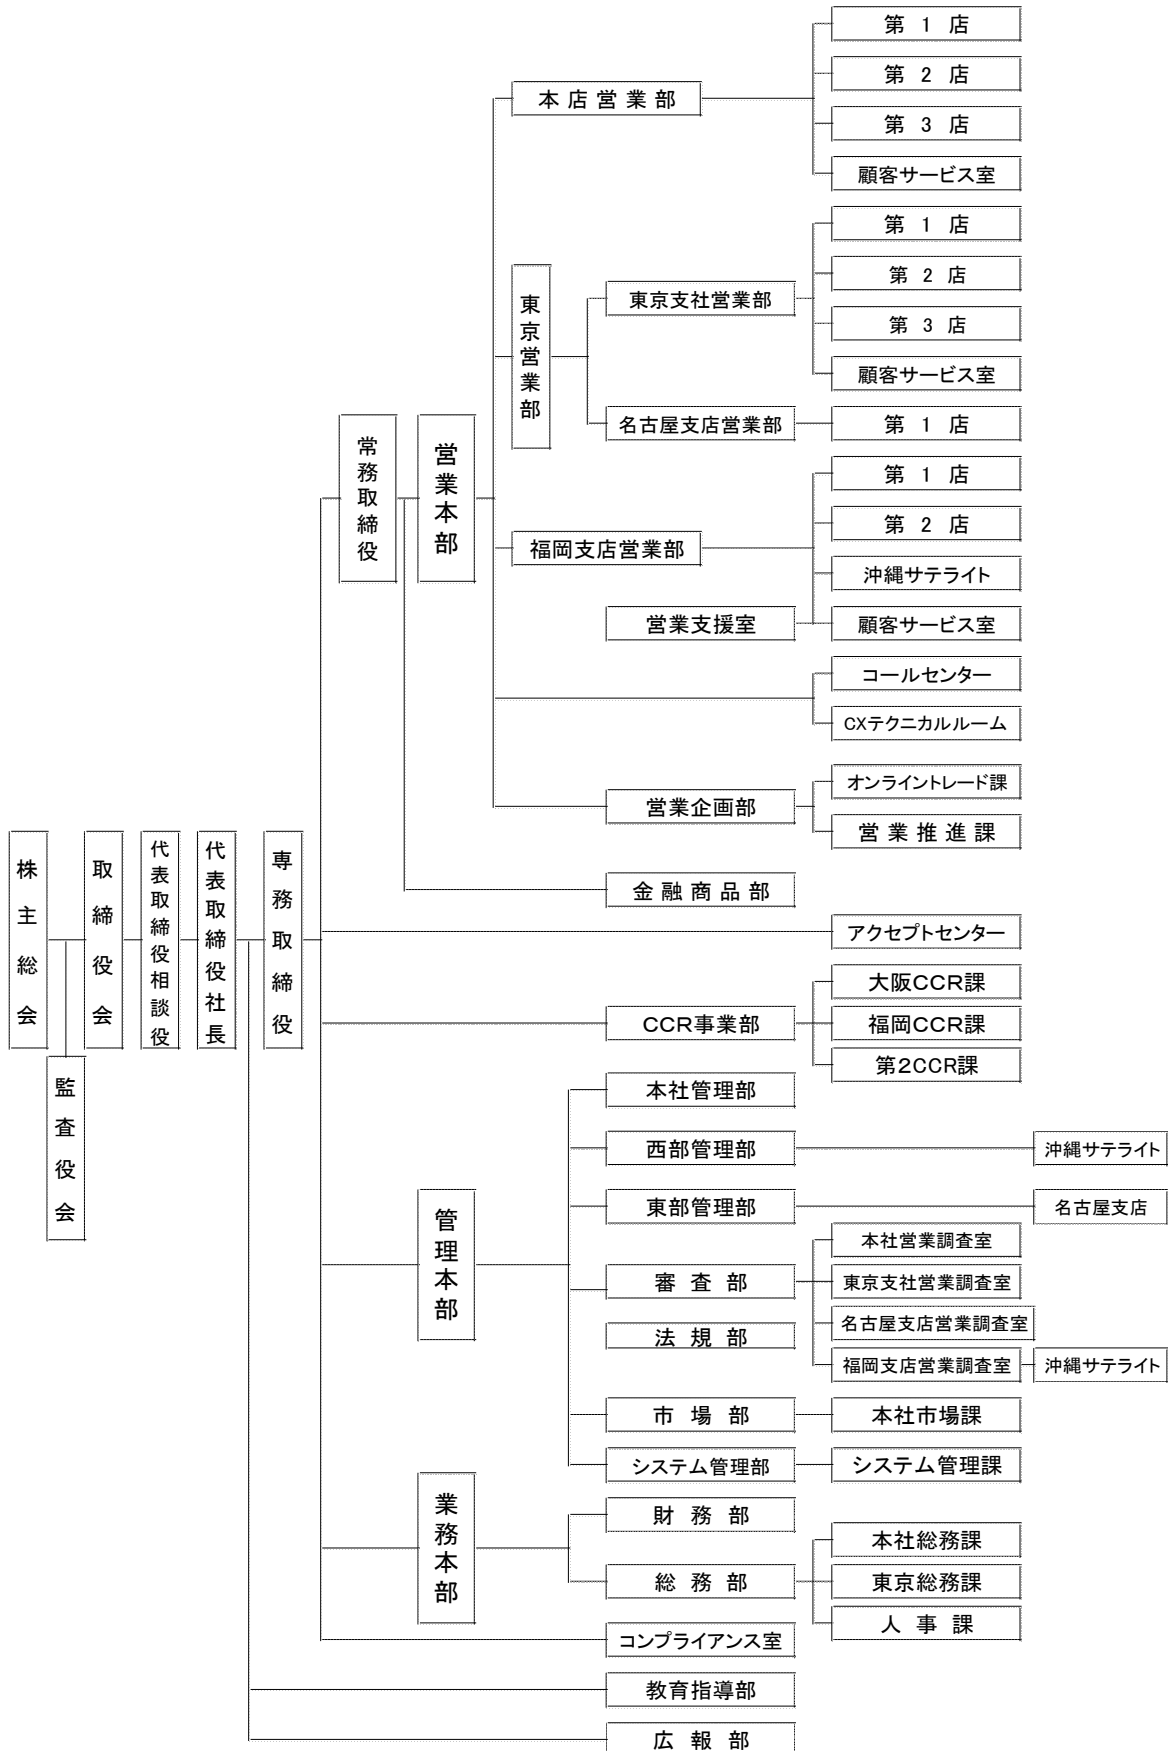 株主総会
監査役会
取締役会
代表取締役相談役
代表取締役社長
専務取締役
常務取締役
営業本部
本店営業部
第1店
第2店
第3店
顧客サービス室
東京営業部
東京支社営業部
第1店
第2店
第3店
顧客サービス室
名古屋支店営業部
第1店
福岡支店営業部
第1店
第2店
沖縄サテライト
営業支援室
顧客サービス室
コールセンター
CXテクニカルルーム
営業企画部
オンライントレード課
営業推進課
金融商品部
アクセプトセンター
CCR事業部
大阪CCR課
福岡CCR課
第2CCR課
管理本部
本社管理部
西部管理部
沖縄サテライト
東部管理部
名古屋支店
審査部
本社営業調査室
東京支社営業調査室
名古屋支店営業調査室
福岡支店営業調査室
沖縄サテライト
法規部
市場部
本社市場課
システム管理部
システム管理課
業務本部
財務部
総務部
本社総務課
東京総務課
人事課
コンプライアンス室
教育指導部
広報部